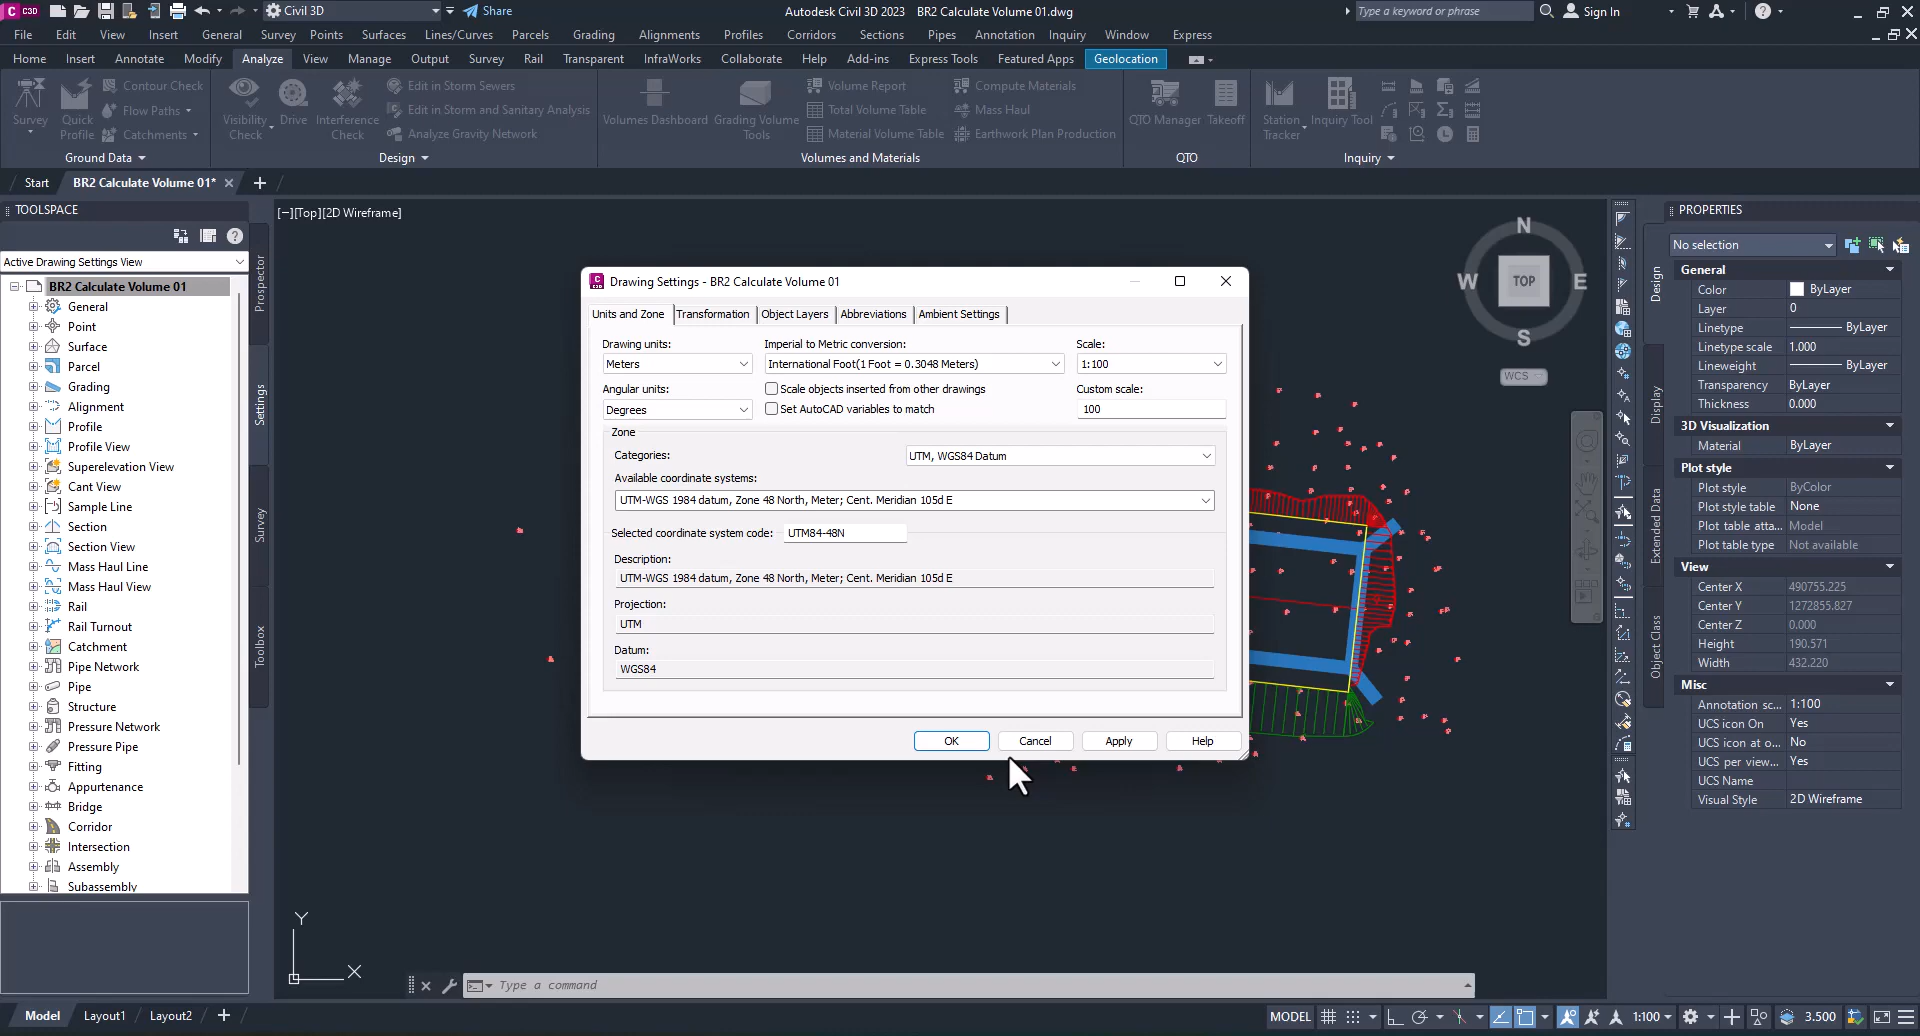 C3D Civil 3D Share Autodesk Civil 3D 2023 BR2 Calculate Volume 01.dwg Type a keyword or phrase Sign In
File Edit View Insert General Survey Points Surfaces Lines/Curves Parcels Grading Alignments Profiles Corridors Sections Pipes Annotation Inquiry Window Express
Home Insert Annotate Modify Analyze View Manage Output Survey Rail Transparent InfraWorks Collaborate Help Add-ins Express Tools Featured Apps Geolocation
Survey
Quick Profile
Contour Check
Flow Paths
Catchments
Ground Data
Visibility Check
Drive
Interference Check
Edit in Storm Sewers
Edit in Storm and Sanitary Analysis
Analyze Gravity Network
Design
Volumes Dashboard
Grading Volume Tools
Volume Report
Total Volume Table
Material Volume Table
Compute Materials
Mass Haul
Earthwork Plan Production
Volumes and Materials
QTO Manager
Takeoff
QTO
Station Tracker
Inquiry Tool
Inquiry
Start BR2 Calculate Volume 01*
TOOLSPACE
Active Drawing Settings View
BR2 Calculate Volume 01
General
Point
Surface
Parcel
Grading
Alignment
Profile
Profile View
Superelevation View
Cant View
Sample Line
Section
Section View
Mass Haul Line
Mass Haul View
Rail
Rail Turnout
Catchment
Pipe Network
Pipe
Structure
Pressure Network
Pressure Pipe
Fitting
Appurtenance
Bridge
Corridor
Intersection
Assembly
Subassembly
Prospector
Settings
Survey
Toolbox
[−][Top][2D Wireframe]
Drawing Settings - BR2 Calculate Volume 01
Units and Zone Transformation Object Layers Abbreviations Ambient Settings
Drawing units: Imperial to Metric conversion: Scale:
Meters International Foot(1 Foot = 0.3048 Meters) 1:100
Angular units: Scale objects inserted from other drawings Custom scale:
Degrees Set AutoCAD variables to match 100
Zone
Categories: UTM, WGS84 Datum
Available coordinate systems:
UTM-WGS 1984 datum, Zone 48 North, Meter; Cent. Meridian 105d E
Selected coordinate system code: UTM84-48N
Description:
UTM-WGS 1984 datum, Zone 48 North, Meter; Cent. Meridian 105d E
Projection:
UTM
Datum:
WGS84
OK Cancel Apply Help
N
W TOP E
S
WCS
Y
X
Type a command
PROPERTIES
No selection
Design
Display
Extended Data
Object Class
General
Color ByLayer
Layer 0
Linetype ByLayer
Linetype scale 1.000
Lineweight ByLayer
Transparency ByLayer
Thickness 0.000
3D Visualization
Material ByLayer
Plot style
Plot style ByColor
Plot style table None
Plot table atta... Model
Plot table type Not available
View
Center X 490755.225
Center Y 1272855.827
Center Z 0.000
Height 190.571
Width 432.220
Misc
Annotation sc... 1:100
UCS icon On Yes
UCS icon at o... No
UCS per view... Yes
UCS Name
Visual Style 2D Wireframe
Model Layout1 Layout2
MODEL 1:100 3.500